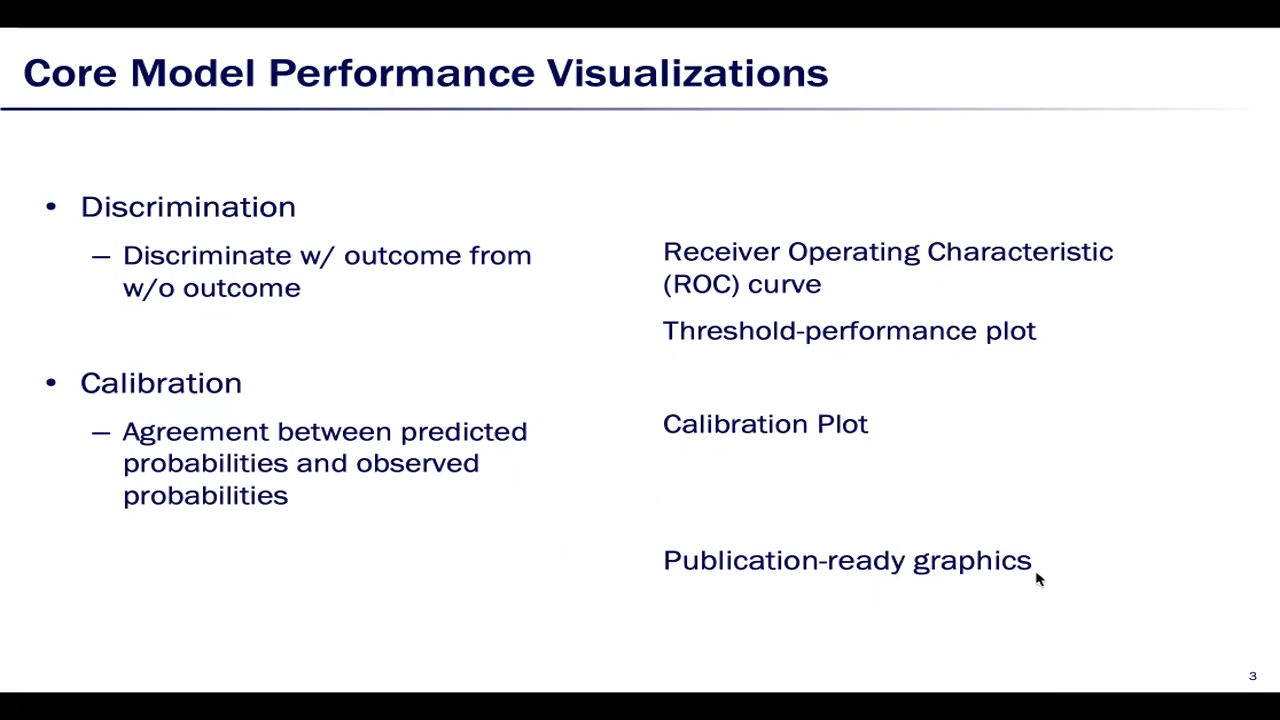 Core Model Performance Visualizations
• Discrimination
– Discriminate w/ outcome from
w/o outcome
• Calibration
– Agreement between predicted
probabilities and observed
probabilities
Receiver Operating Characteristic
(ROC) curve
Threshold-performance plot
Calibration Plot
Publication-ready graphics
3